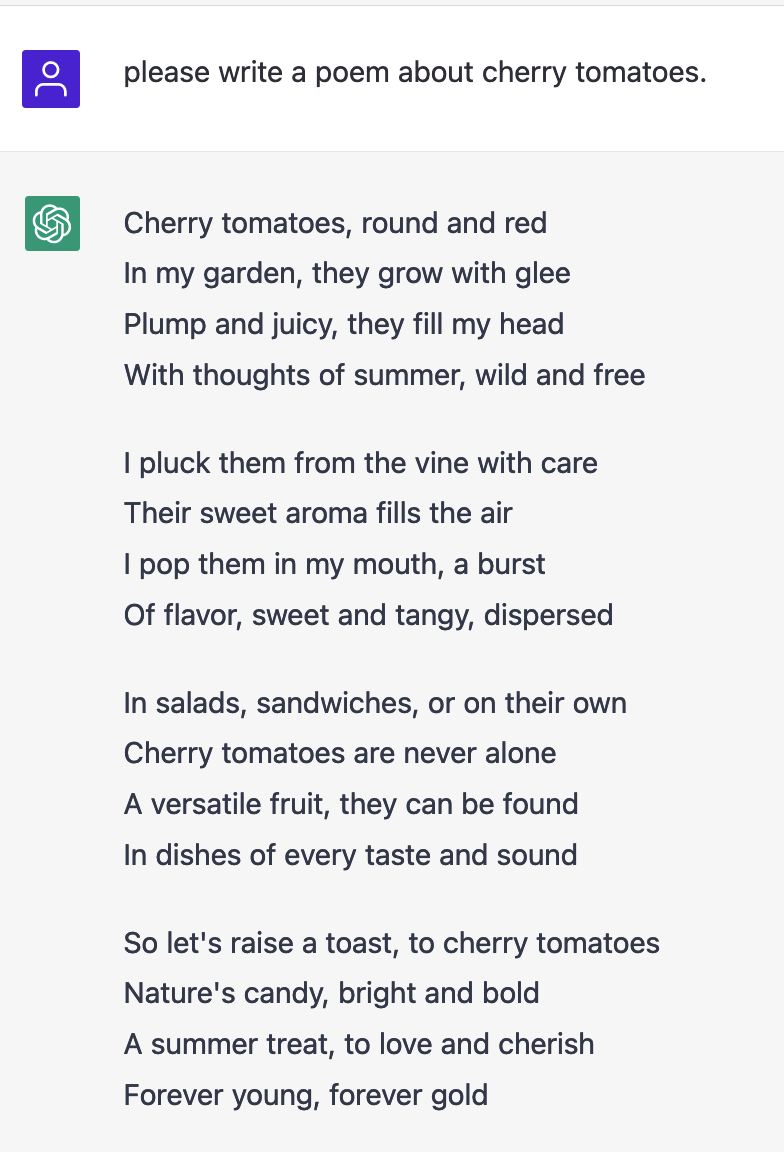 please write a poem about cherry tomatoes.
Cherry tomatoes, round and red
In my garden, they grow with glee
Plump and juicy, they fill my head
With thoughts of summer, wild and free
I pluck them from the vine with care
Their sweet aroma fills the air
I pop them in my mouth, a burst
Of flavor, sweet and tangy, dispersed
In salads, sandwiches, or on their own
Cherry tomatoes are never alone
A versatile fruit, they can be found
In dishes of every taste and sound
So let's raise a toast, to cherry tomatoes
Nature's candy, bright and bold
A summer treat, to love and cherish
Forever young, forever gold